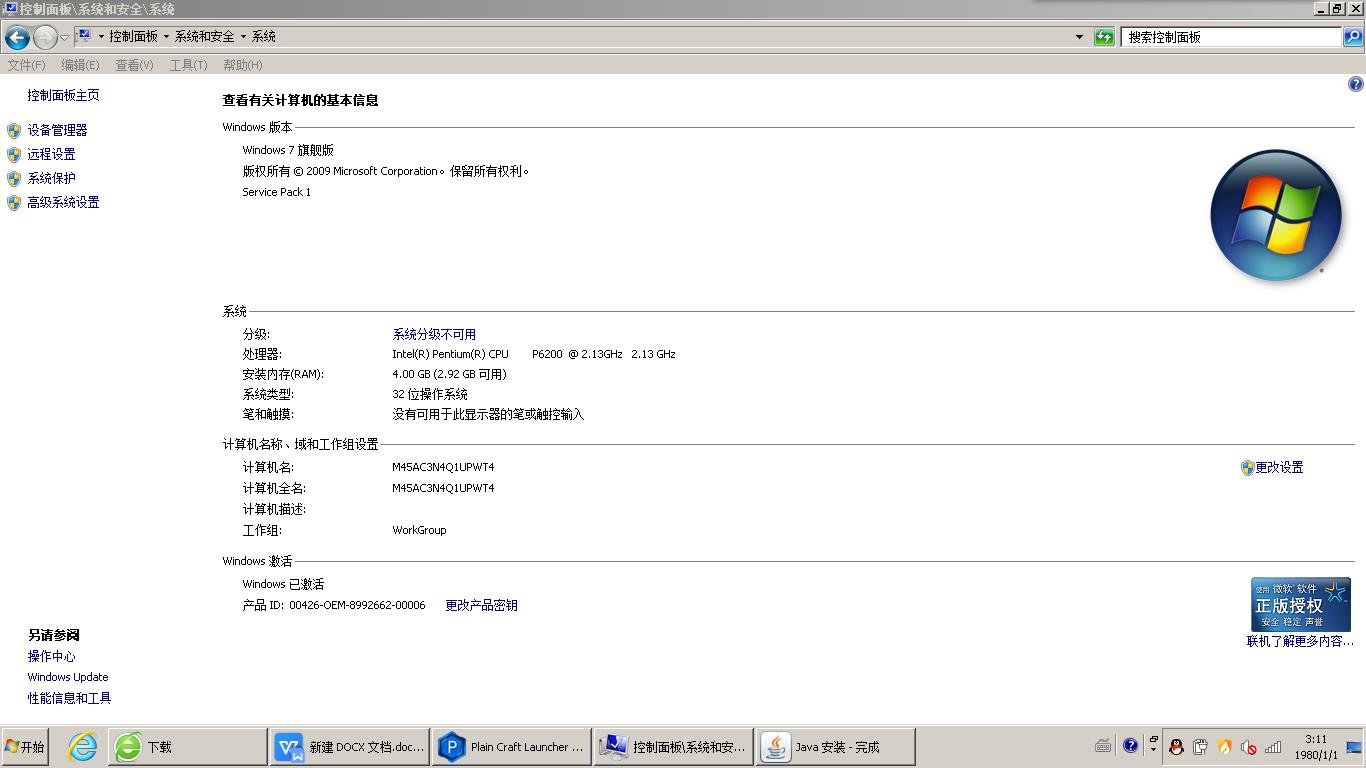 控制面板\系统和安全\系统
控制面板 系统和安全 系统
搜索控制面板
文件(F) 编辑(E) 查看(V) 工具(T) 帮助(H)
控制面板主页
设备管理器
远程设置
系统保护
高级系统设置
查看有关计算机的基本信息
Windows 版本
Windows 7 旗舰版
版权所有 © 2009 Microsoft Corporation。保留所有权利。
Service Pack 1
系统
分级: 系统分级不可用
处理器: Intel(R) Pentium(R) CPU P6200 @ 2.13GHz 2.13 GHz
安装内存(RAM): 4.00 GB (2.92 GB 可用)
系统类型: 32 位操作系统
笔和触摸: 没有可用于此显示器的笔或触控输入
计算机名称、域和工作组设置
计算机名: M45AC3N4Q1UPWT4
更改设置
计算机全名: M45AC3N4Q1UPWT4
计算机描述:
工作组: WorkGroup
Windows 激活
Windows 已激活
产品 ID: 00426-OEM-8992662-00006 更改产品密钥
使用 微软 软件
正版授权
安全 稳定 声誉
联机了解更多内容...
另请参阅
操作中心
Windows Update
性能信息和工具
开始
下载
新建 DOCX 文档.doc...
Plain Craft Launcher ...
控制面板\系统和安...
Java 安装 - 完成
3:11
1980/1/1